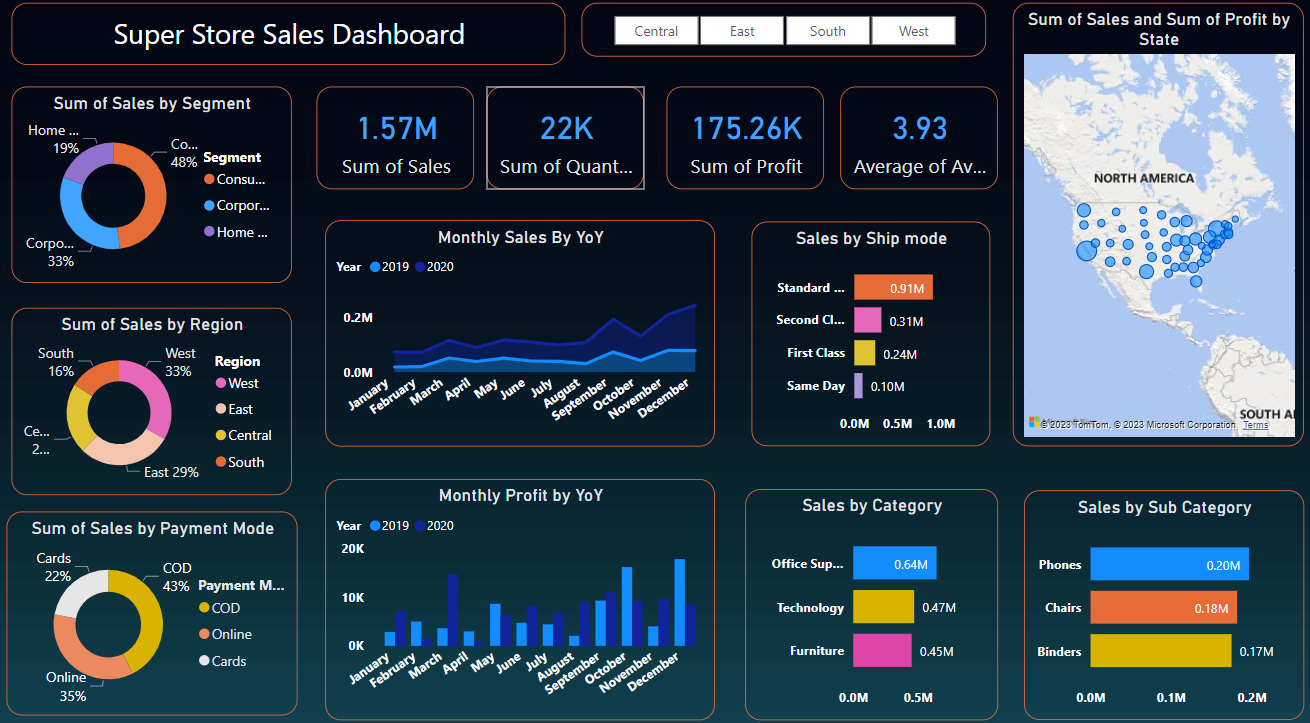 Super Store Sales Dashboard
Central
East
South
West
Sum of Sales and Sum of Profit by
State
NORTH AMERICA
SOUTH A
© 2023 TomTom, © 2023 Microsoft Corporation
Terms
Sum of Sales by Segment
Home ...
19%
Co...
48%
Corpo...
33%
Segment
Consu...
Corpor...
Home ...
1.57M
Sum of Sales
22K
Sum of Quant...
175.26K
Sum of Profit
3.93
Average of Av...
Monthly Sales By YoY
Year 2019 2020
0.2M
0.0M
January
February
March
April
May
June
July
August
September
October
November
December
Sales by Ship mode
Standard ... 0.91M
Second Cl... 0.31M
First Class 0.24M
Same Day 0.10M
0.0M 0.5M 1.0M
Sum of Sales by Region
South
16%
West
33%
Ce...
2...
East 29%
Region
West
East
Central
South
Sum of Sales by Payment Mode
Cards
22%
COD
43%
Online
35%
Payment M...
COD
Online
Cards
Monthly Profit by YoY
Year 2019 2020
20K
10K
0K
January
February
March
April
May
June
July
August
September
October
November
December
Sales by Category
Office Sup... 0.64M
Technology 0.47M
Furniture 0.45M
0.0M 0.5M
Sales by Sub Category
Phones 0.20M
Chairs 0.18M
Binders 0.17M
0.0M 0.1M 0.2M